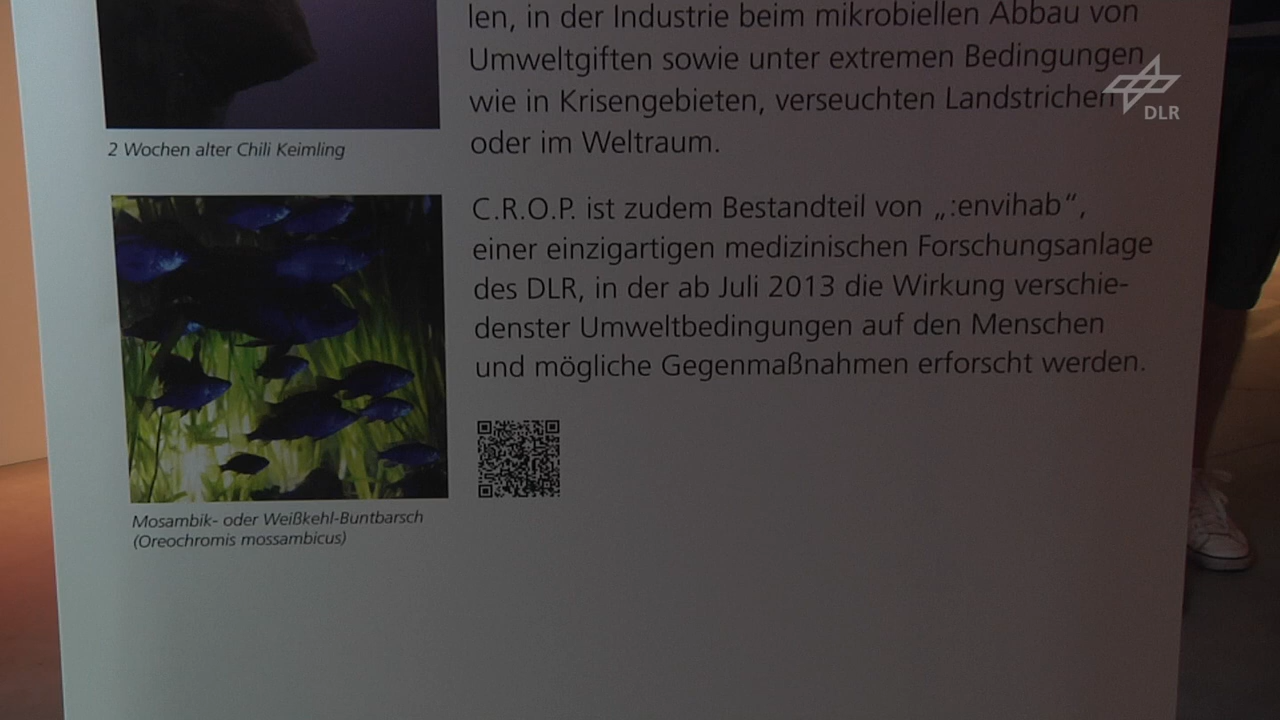 len, in der Industrie beim mikrobiellen Abbau von
Umweltgiften sowie unter extremen Bedingungen
wie in Krisengebieten, verseuchten Landstrichen
oder im Weltraum.
DLR
2 Wochen alter Chili Keimling
C.R.O.P. ist zudem Bestandteil von „:envihab“,
einer einzigartigen medizinischen Forschungsanlage
des DLR, in der ab Juli 2013 die Wirkung verschie-
denster Umweltbedingungen auf den Menschen
und mögliche Gegenmaßnahmen erforscht werden.
Mosambik- oder Weißkehl-Buntbarsch
(Oreochromis mossambicus)